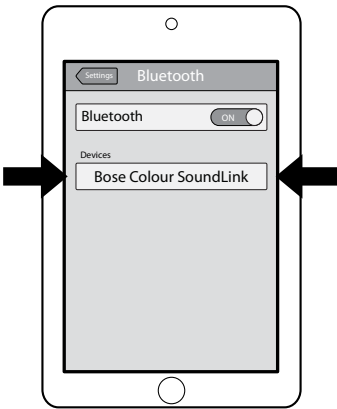 Settings
Bluetooth
Bluetooth
ON
Devices
Bose Colour SoundLink